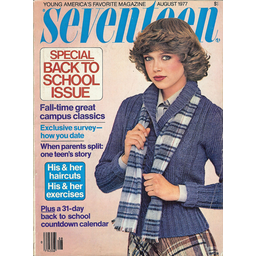 YOUNG AMERICA'S FAVORITE MAGAZINE AUGUST 1977
seventeen
SPECIAL
BACK TO
SCHOOL
ISSUE
Fall-time great
campus classics
Exclusive survey—
how you date
When parents split:
one teen's story
His & her
haircuts
His & her
exercises
Plus a 31-day
back to school
countdown calendar